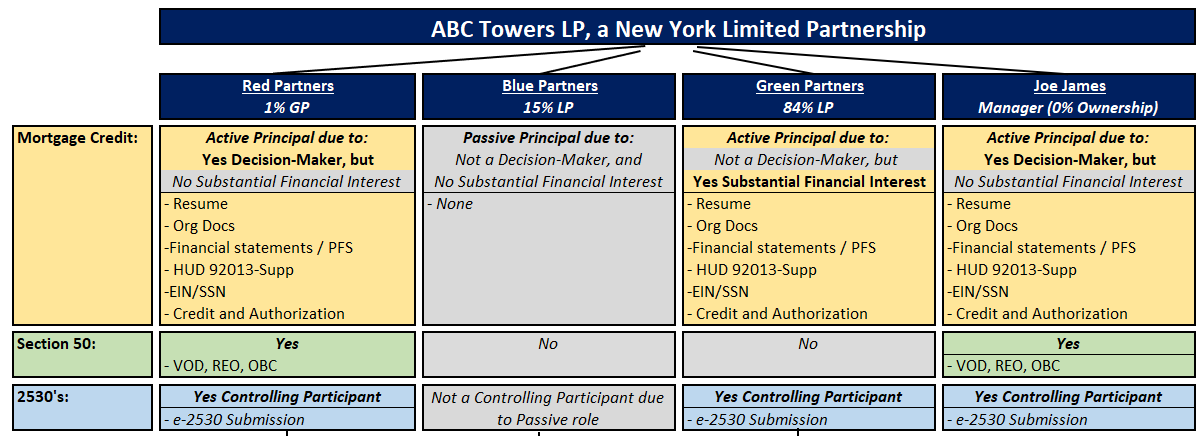 ABC Towers LP, a New York Limited Partnership
Red Partners
1% GP
Blue Partners
15% LP
Green Partners
84% LP
Joe James
Manager (0% Ownership)
Mortgage Credit:
Active Principal due to:
Yes Decision-Maker, but
No Substantial Financial Interest
- Resume
- Org Docs
-Financial statements / PFS
- HUD 92013-Supp
-EIN/SSN
- Credit and Authorization
Passive Principal due to:
Not a Decision-Maker, and
No Substantial Financial Interest
- None
Active Principal due to:
Not a Decision-Maker, but
Yes Substantial Financial Interest
- Resume
- Org Docs
-Financial statements / PFS
- HUD 92013-Supp
-EIN/SSN
- Credit and Authorization
Active Principal due to:
Yes Decision-Maker, but
No Substantial Financial Interest
- Resume
- Org Docs
-Financial statements / PFS
- HUD 92013-Supp
-EIN/SSN
- Credit and Authorization
Section 50:
Yes
- VOD, REO, OBC
No
No
Yes
- VOD, REO, OBC
2530's:
Yes Controlling Participant
- e-2530 Submission
Not a Controlling Participant due
to Passive role
Yes Controlling Participant
- e-2530 Submission
Yes Controlling Participant
- e-2530 Submission